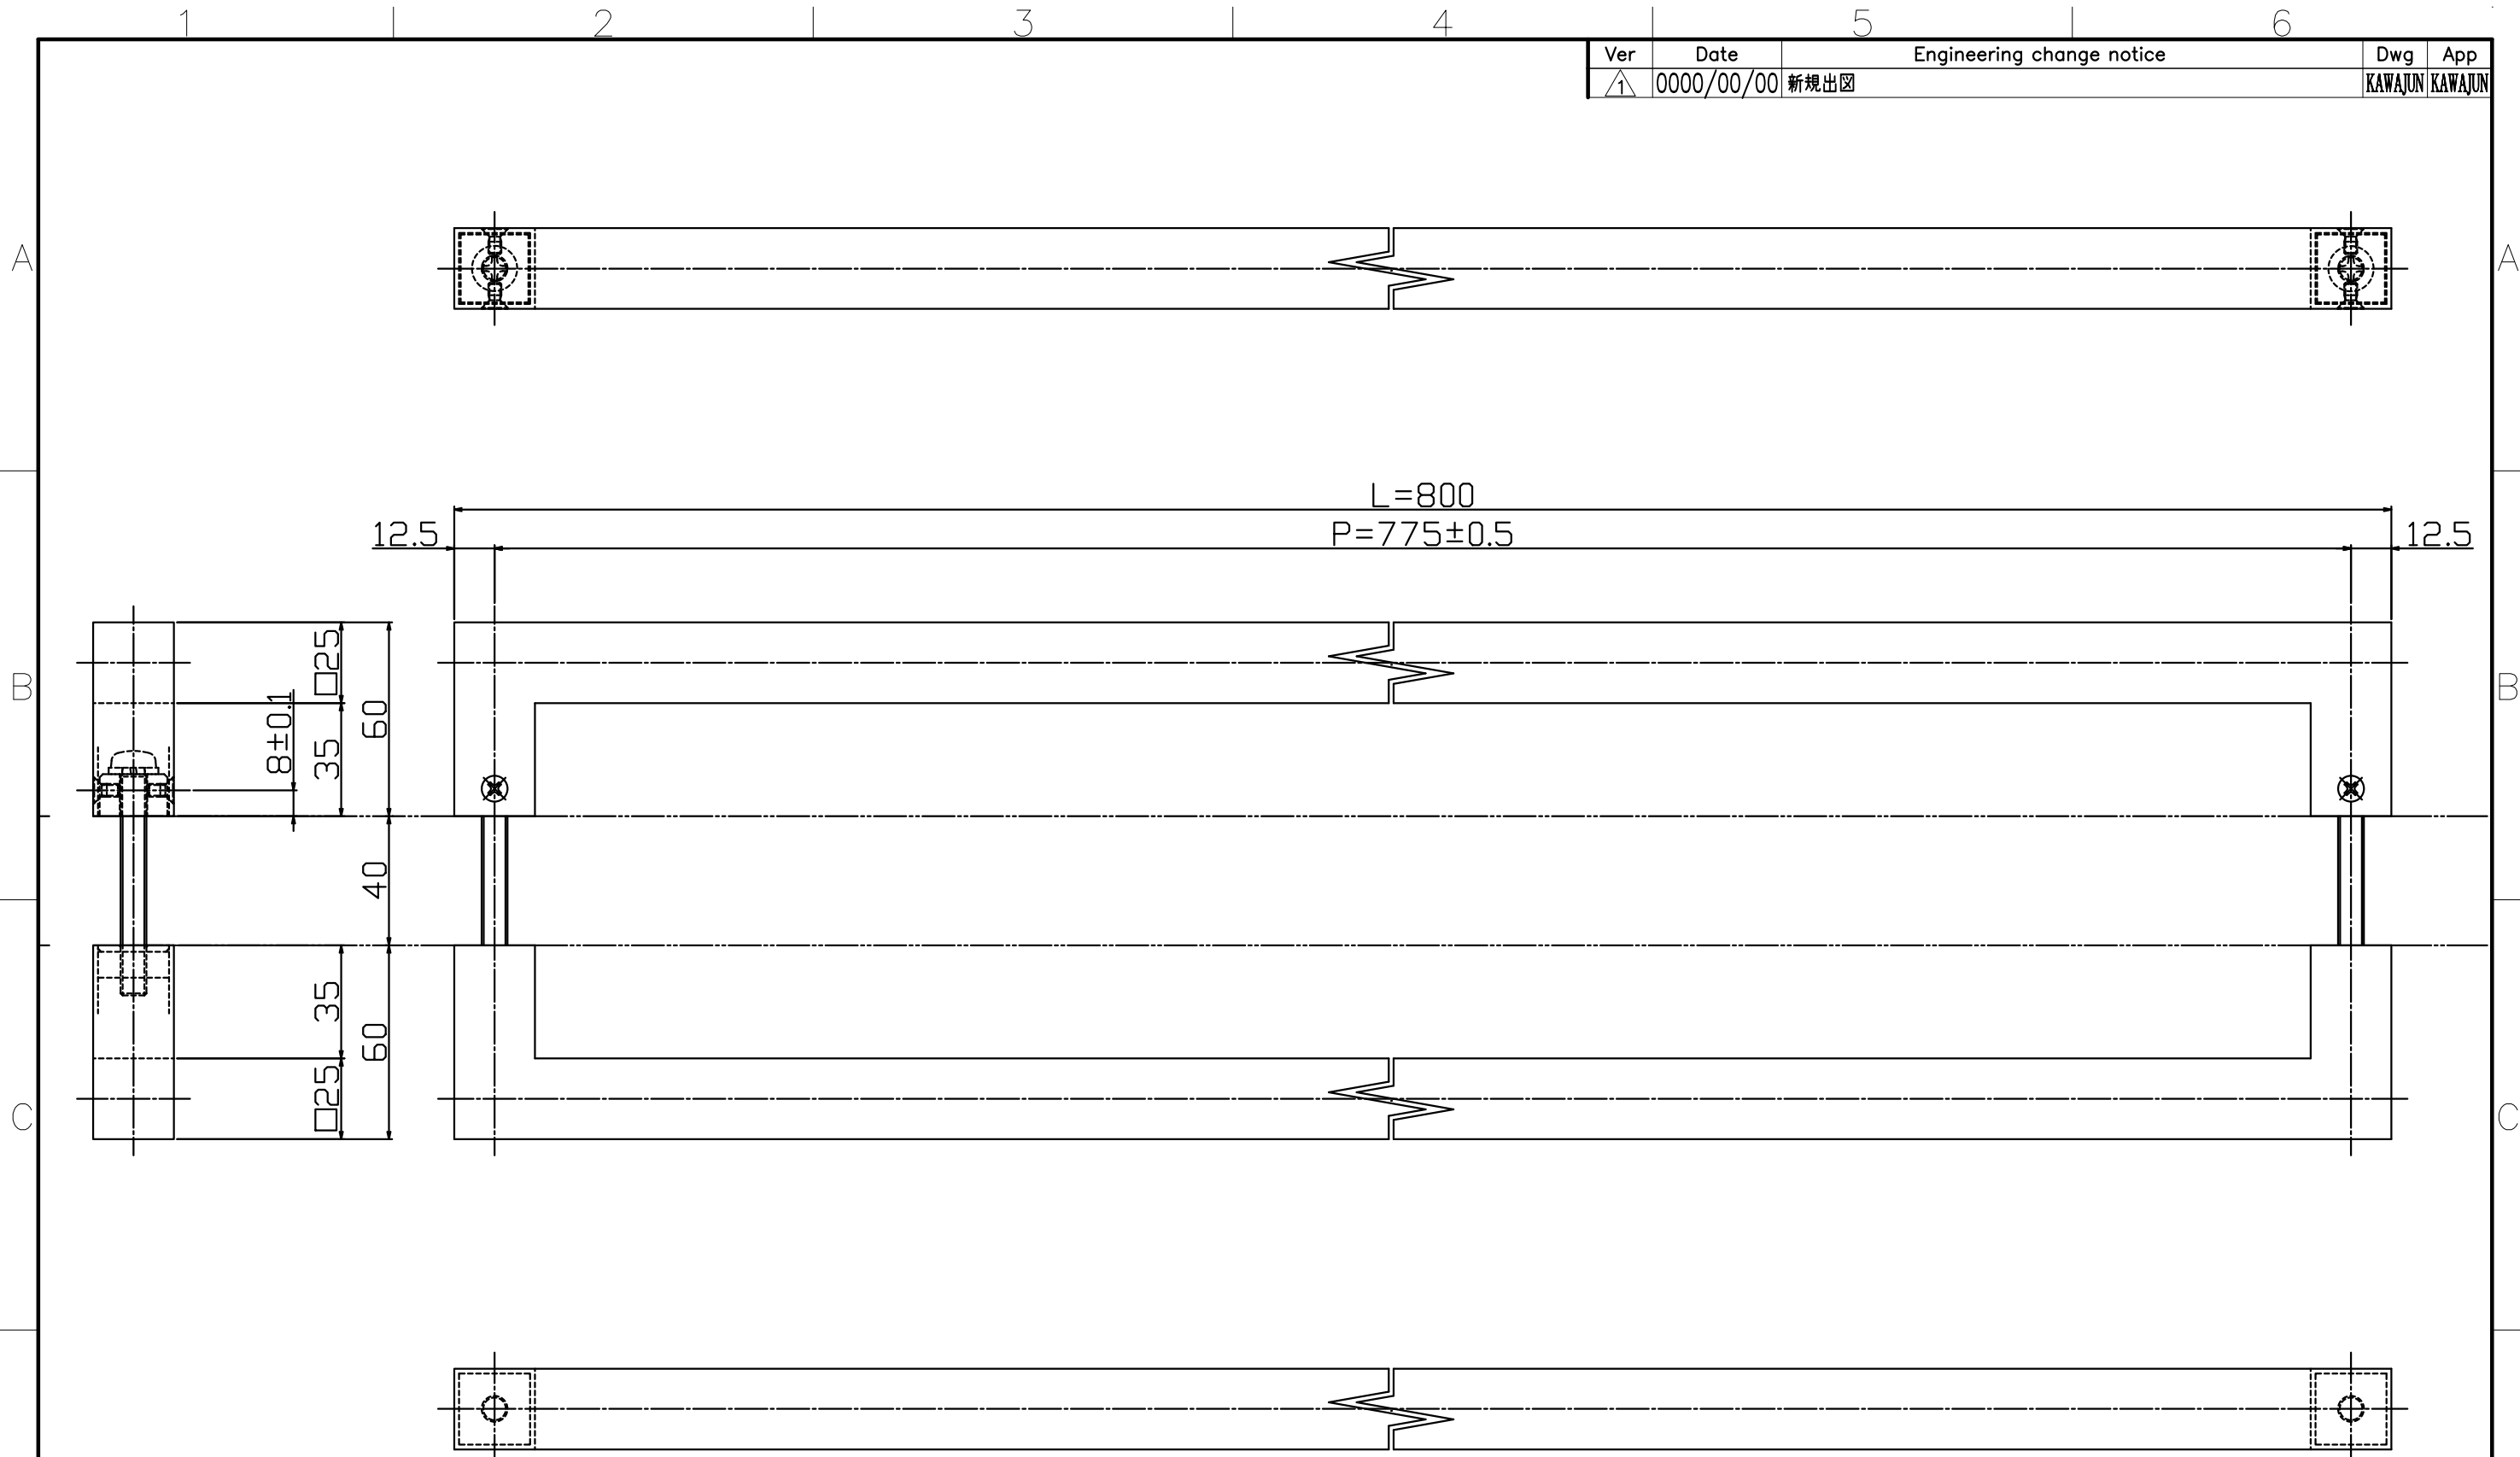 1 2 3 4 5 6
Ver Date Engineering change notice Dwg App
1 0000/00/00 新規出図 KAWAJUN KAWAJUN
A A
L=800
12.5 P=775±0.5 12.5
B B
□25
60
8±0.1
35
40
35
60
□25
C C